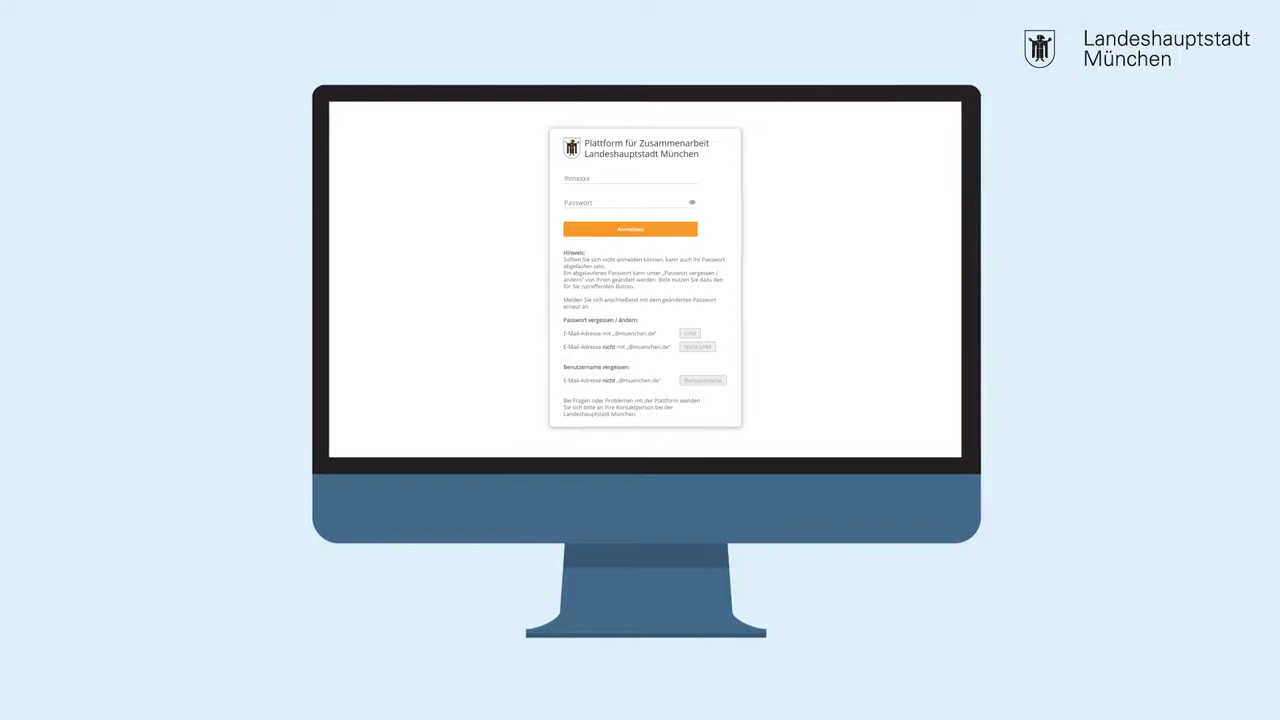 Landeshauptstadt
München
Plattform für Zusammenarbeit
Landeshauptstadt München
Passwort
Anmelden
Hinweis:
Sollten Sie sich nicht anmelden können, kann auch Ihr Passwort
abgelaufen sein.
Ein abgelaufenes Passwort kann unter „Passwort vergessen /
ändern" von Ihnen geändert werden. Bitte nutzen Sie dazu den
für Sie zutreffenden Button.
Melden Sie sich anschließend mit dem geänderten Passwort
erneut an.
Passwort vergessen / ändern:
E-Mail-Adresse mit „@muenchen.de" LHM
E-Mail-Adresse nicht mit „@muenchen.de" Nicht-LHM
Benutzername vergessen:
E-Mail-Adresse nicht „@muenchen.de" Benutzername
Bei Fragen oder Problemen mit der Plattform wenden
Sie sich bitte an Ihre Kontaktperson bei der
Landeshauptstadt München.